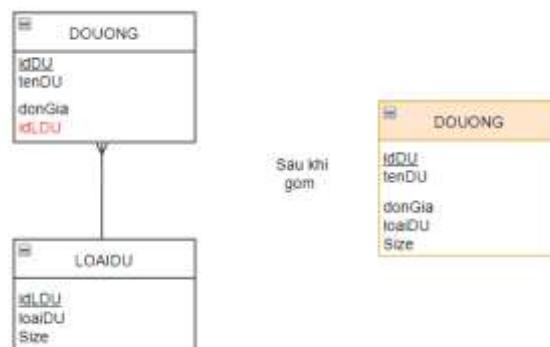 DOUONG
idDU
tenDU
donGia
idLDU
LOAIDU
idLDU
loaiDU
Size
Sau khi
gom
DOUONG
idDU
tenDU
donGia
loaiDU
Size